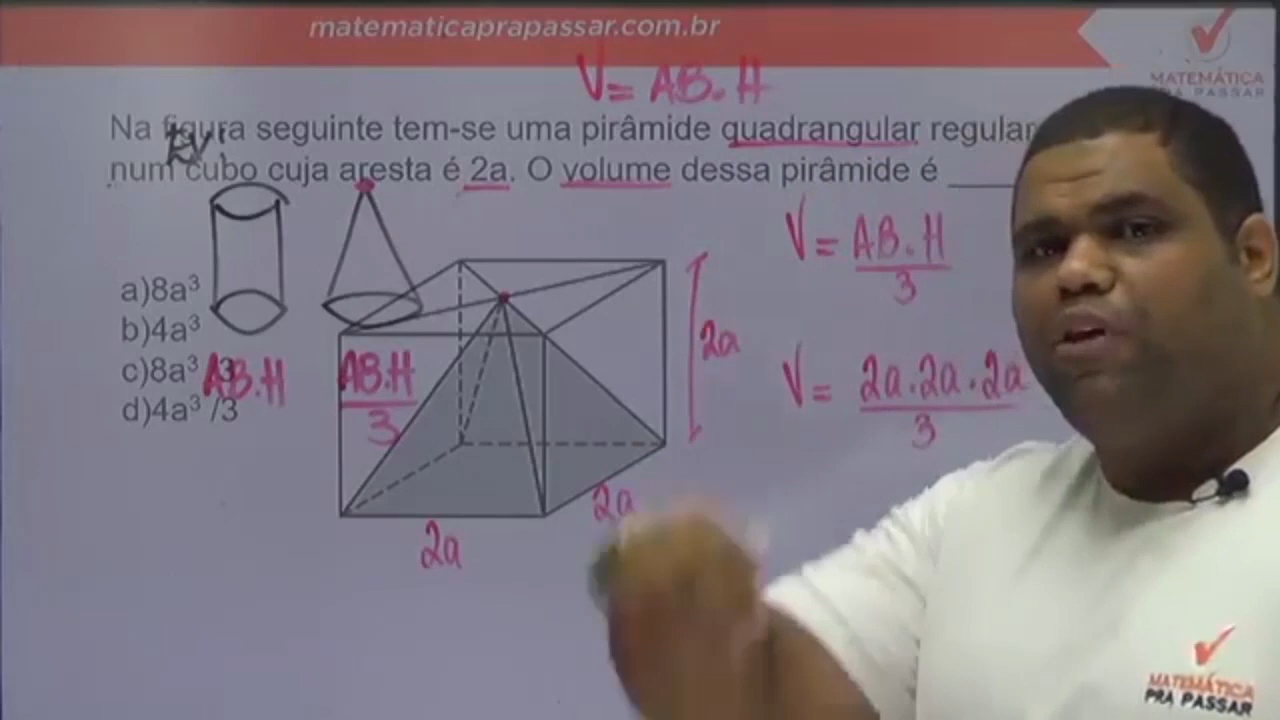 matematicaprapassar.com.br
MATEMÁTICA
PRA PASSAR
V = AB.H
Na figura seguinte tem-se uma pirâmide quadrangular regular
num cubo cuja aresta é 2a. O volume dessa pirâmide é ____
V = AB.H
3
a)8a³
b)4a³
c)8a³ /3
d)4a³ /3
AB.H
AB.H
3
2a
V = 2a.2a.2a
3
2a
2a
MATEMÁTICA
PRA PASSAR